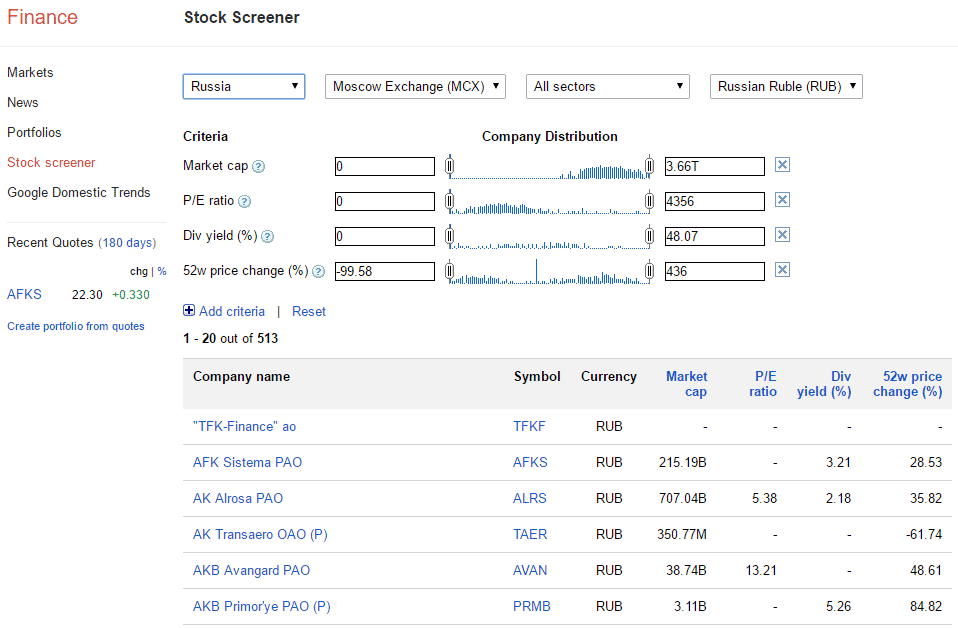 Finance
Stock Screener
Markets
News
Portfolios
Stock screener
Google Domestic Trends
Recent Quotes (180 days)
chg | %
AFKS 22.30 +0.330
Create portfolio from quotes
Russia Moscow Exchange (MCX) All sectors Russian Ruble (RUB)
Criteria Company Distribution
Market cap ? 0 3.66T
P/E ratio ? 0 4356
Div yield (%) ? 0 48.07
52w price change (%) ? -99.58 436
Add criteria | Reset
1 - 20 out of 513
Company name Symbol Currency Market cap P/E ratio Div yield (%) 52w price change (%)
"TFK-Finance" ao TFKF RUB - - - -
AFK Sistema PAO AFKS RUB 215.19B - 3.21 28.53
AK Alrosa PAO ALRS RUB 707.04B 5.38 2.18 35.82
AK Transaero OAO (P) TAER RUB 350.77M - - -61.74
AKB Avangard PAO AVAN RUB 38.74B 13.21 - 48.61
AKB Primor'ye PAO (P) PRMB RUB 3.11B - 5.26 84.82